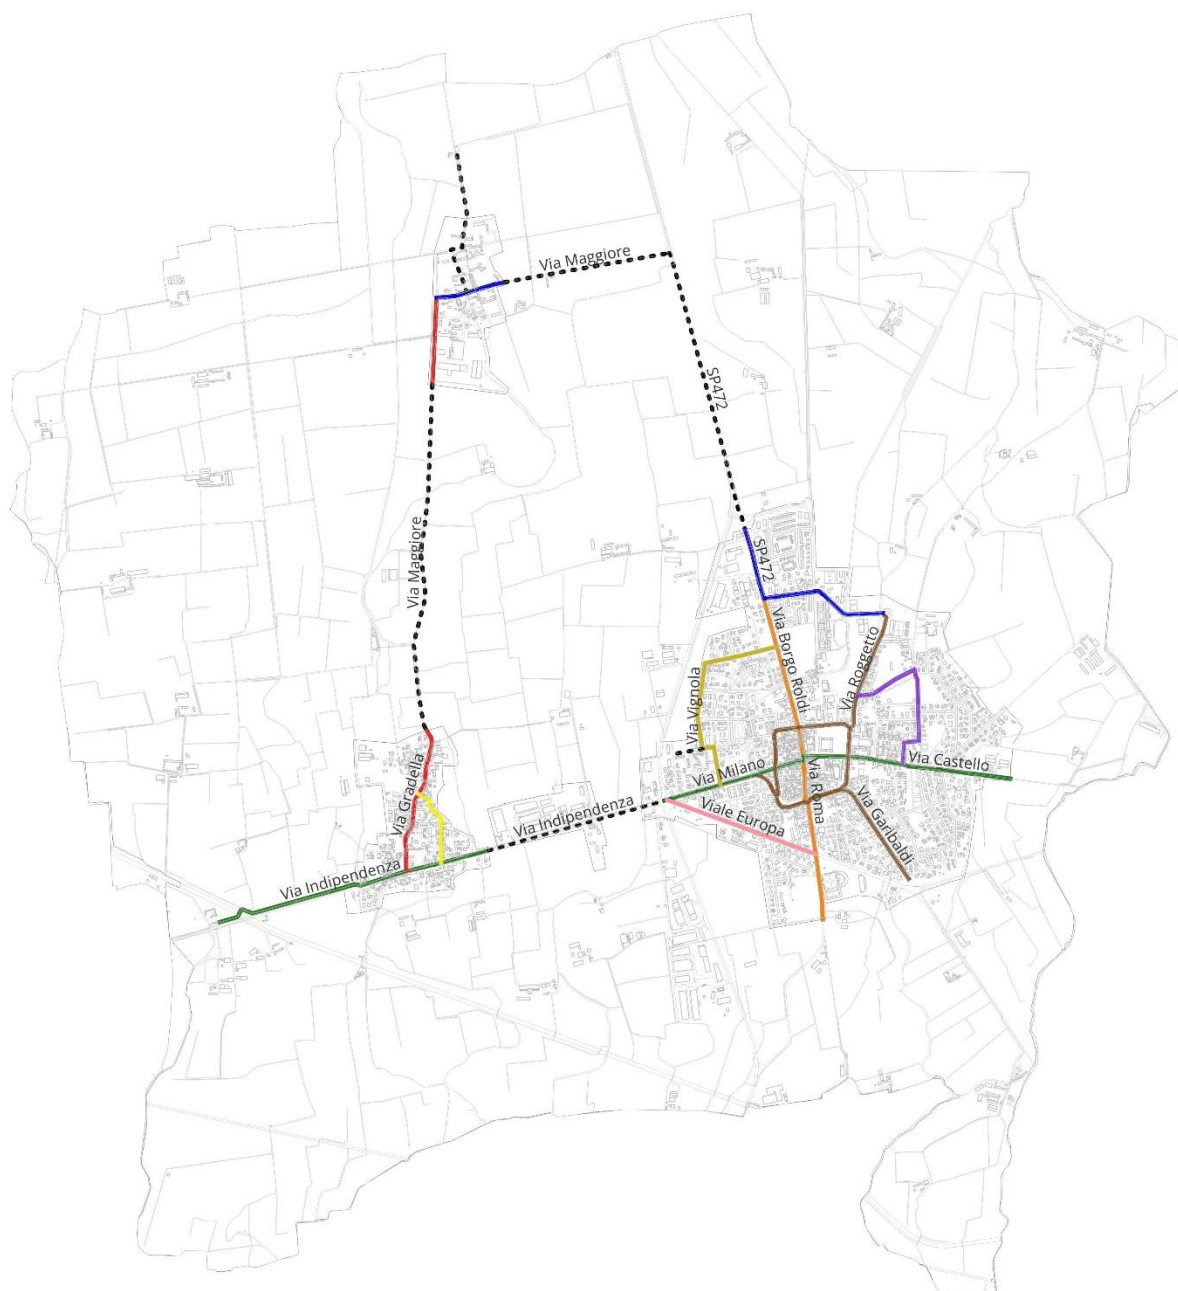 Via Maggiore
SP472
Via Maggiore
SP472
Via Borgo Roldi
Via Roggetto
Via Vignola
Via Milano
Via Castello
Via Roma
Viale Europa
Via Garibaldi
Via Gradella
Via Indipendenza
Via Indipendenza